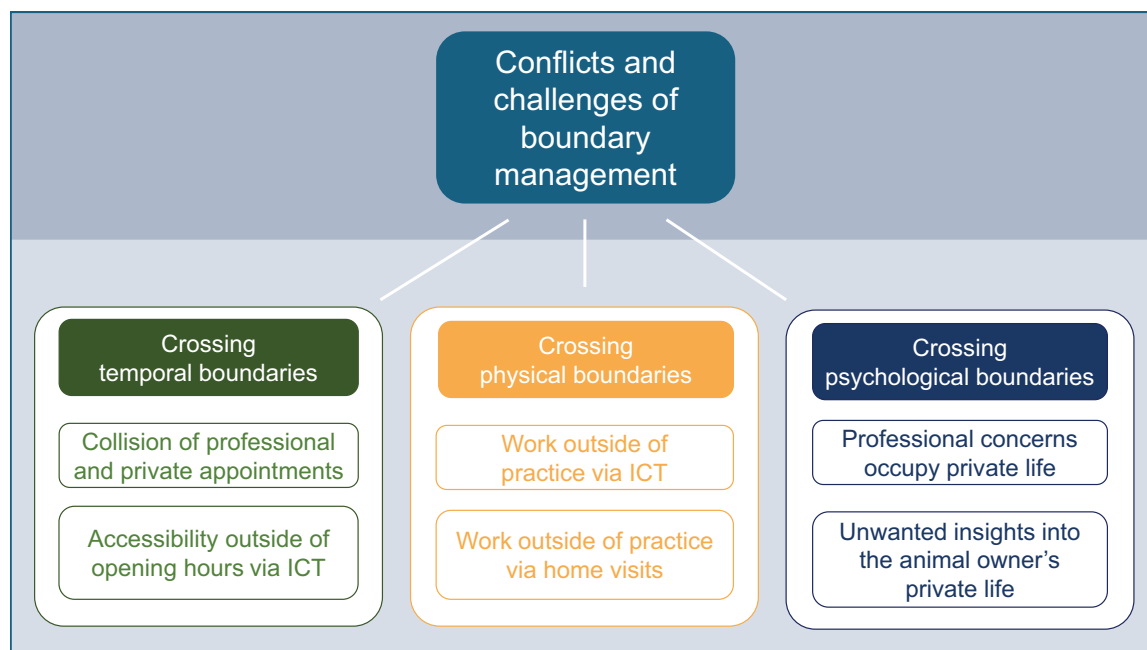 Conflicts and
challenges of
boundary
management
Crossing
temporal boundaries
Collision of professional
and private appointments
Accessibility outside of
opening hours via ICT
Crossing
physical boundaries
Work outside of
practice via ICT
Work outside of practice
via home visits
Crossing
psychological boundaries
Professional concerns
occupy private life
Unwanted insights into
the animal owner’s
private life